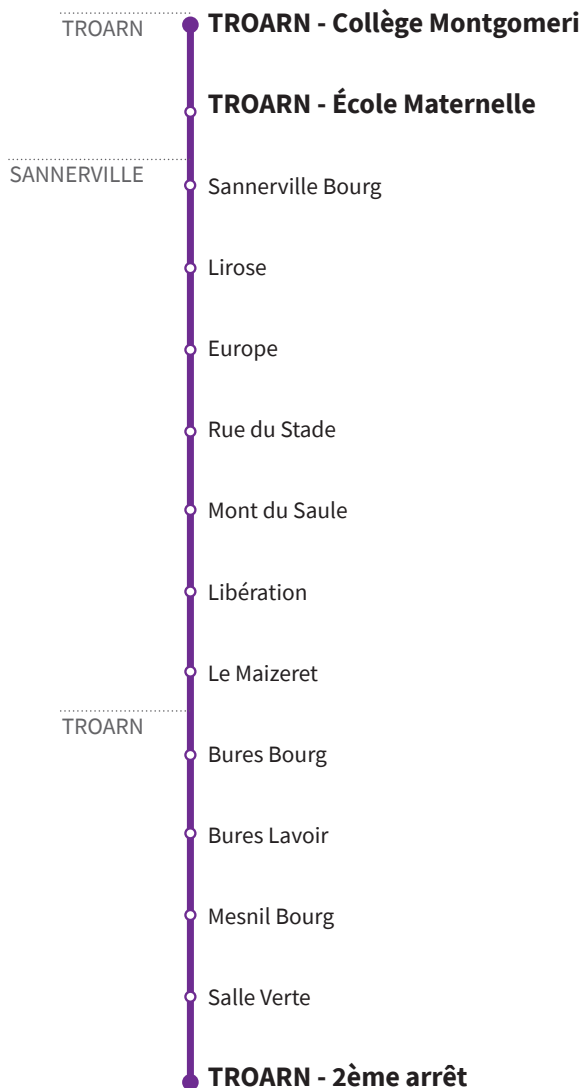 TROARN
TROARN - Collège Montgomeri
TROARN - École Maternelle
SANNERVILLE
Sannerville Bourg
Lirose
Europe
Rue du Stade
Mont du Saule
Libération
Le Maizeret
TROARN
Bures Bourg
Bures Lavoir
Mesnil Bourg
Salle Verte
TROARN - 2ème arrêt